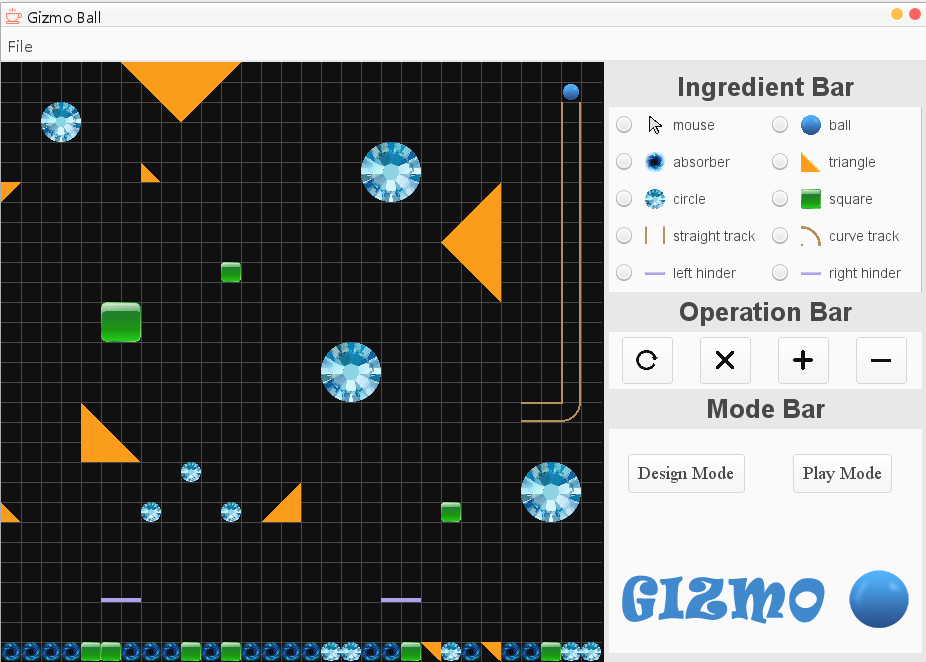 Gizmo Ball
File
Ingredient Bar
mouse
ball
absorber
triangle
circle
square
straight track
curve track
left hinder
right hinder
Operation Bar
Mode Bar
Design Mode
Play Mode
GIZMO